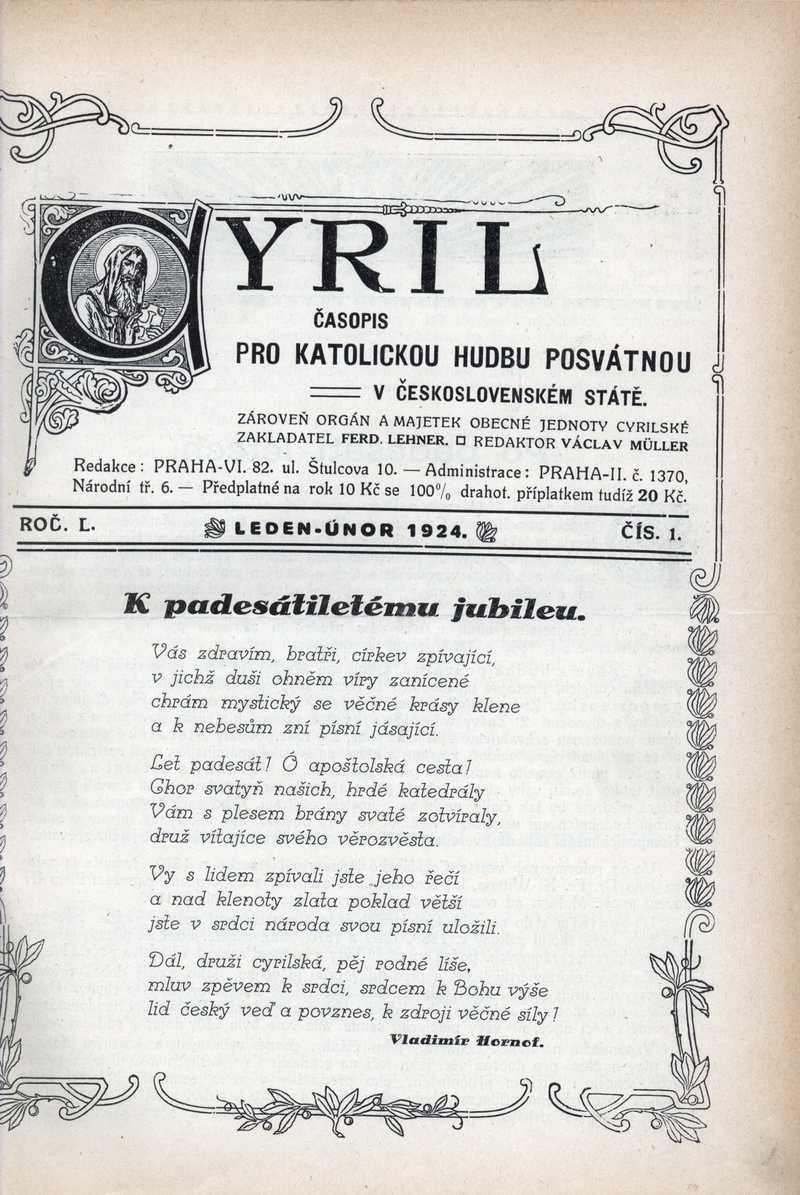 CYRIL
ČASOPIS
PRO KATOLICKOU HUDBU POSVÁTNOU
V ČESKOSLOVENSKÉM STÁTĚ.
ZÁROVEŇ ORGÁN A MAJETEK OBECNÉ JEDNOTY CYRILSKÉ
ZAKLADATEL FERD. LEHNER. □ REDAKTOR VÁCLAV MÜLLER
Redakce: PRAHA-VI. 82. ul. Štulcova 10. — Administrace: PRAHA-II. č. 1370,
Národní tř. 6. — Předplatné na rok 10 Kč se 100% drahot. příplatkem tudíž 20 Kč.
ROČ. L. LEDEN-ÚNOR 1924. ČÍS. 1.
K padesátiletému jubileu.
Vás zdravím, bratři, církev zpívající,
v jichž duši ohněm víry zanícené
chrám mystický se věčné krásy klene
a k nebesům zní písní jásající.
Let padesát! Ó apoštolská cesta!
Ghor svatyň našich, hrdé katedrály
Vám s plesem brány svaté zotvíraly,
druž vítajíce svého věrozvěsta.
Vy s lidem zpívali jste jeho řečí
a nad klenoty zlata poklad větší
jste v srdci národa svou písní uložili.
Dál, druži cyrilská, pěj rodné líše,
mluv zpěvem k srdci, srdcem k Bohu výše
lid český veď a povznes, k zdroji věčné síly!
Vladimír Hornof.